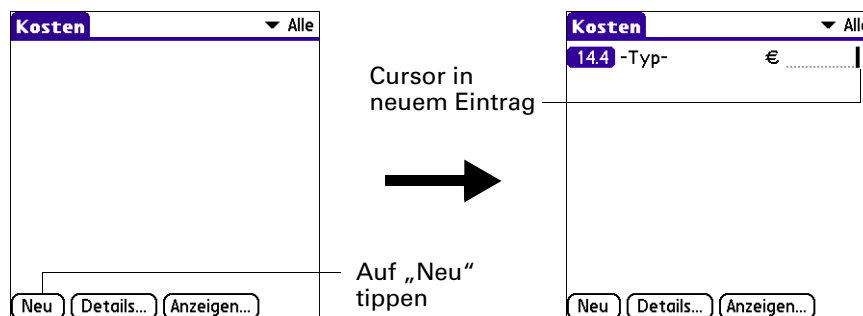 Kosten
Alle
Neu Details... Anzeigen...
Cursor in
neuem Eintrag
Auf „Neu“
tippen
Kosten
Alle
14.4 -Typ- €
Neu Details... Anzeigen...